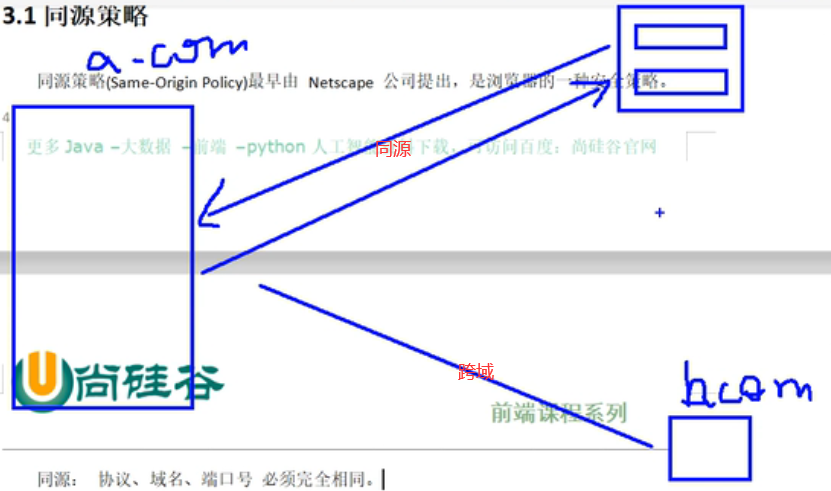 3.1 同源策略
a-com
同源策略(Same-Origin Policy)最早由 Netscape 公司提出，是浏览器的一种安全策略。
4
更多 Java –大数据 –前端 –python 人工智能 下载，可访问百度：尚硅谷官网
同源
尚硅谷
跨域
bcom
前端课程系列
同源： 协议、域名、端口号 必须完全相同。